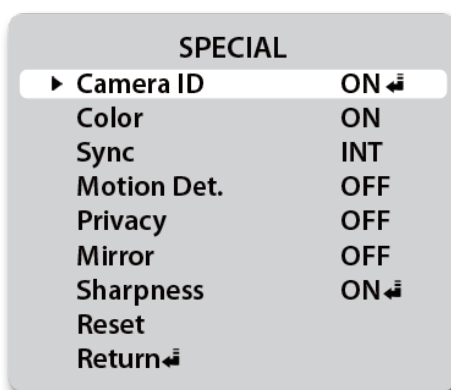 SPECIAL
Camera ID ON
Color ON
Sync INT
Motion Det. OFF
Privacy OFF
Mirror OFF
Sharpness ON
Reset
Return